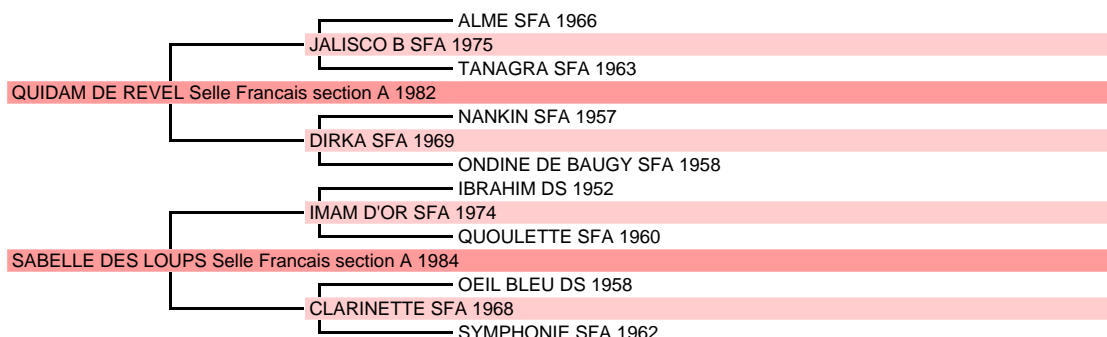 ALME SFA 1966
JALISCO B SFA 1975
TANAGRA SFA 1963
QUIDAM DE REVEL Selle Francais section A 1982
NANKIN SFA 1957
DIRKA SFA 1969
ONDINE DE BAUGY SFA 1958
IBRAHIM DS 1952
IMAM D'OR SFA 1974
QUOULETTE SFA 1960
SABELLE DES LOUPS Selle Francais section A 1984
OEIL BLEU DS 1958
CLARINETTE SFA 1968
SYMPHONIE SFA 1962